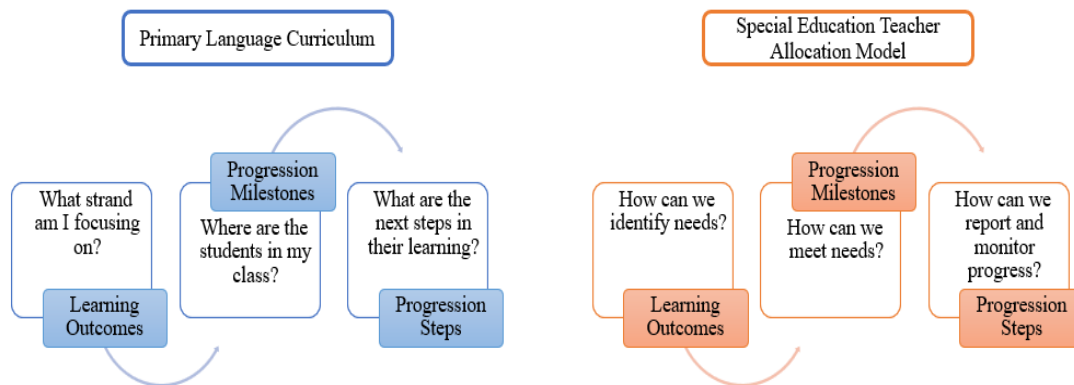 Primary Language Curriculum
What strand
am I focusing
on?
Learning
Outcomes
Progression
Milestones
Where are the
students in my
class?
What are the
next steps in
their learning?
Progression
Steps
Special Education Teacher
Allocation Model
How can we
identify needs?
Learning
Outcomes
Progression
Milestones
How can we
meet needs?
How can we
report and
monitor
progress?
Progression
Steps